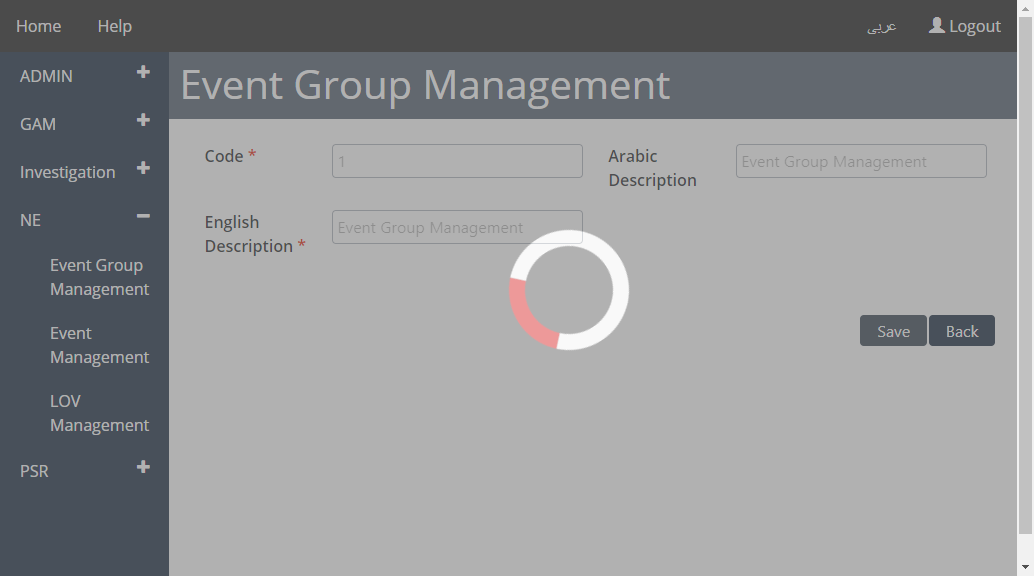 Home
Help
عربى
Logout
ADMIN
GAM
Investigation
NE
Event Group
Management
Event
Management
LOV
Management
PSR
Event Group Management
Code *
1
Arabic
Description
Event Group Management
English
Description *
Event Group Management
Save
Back